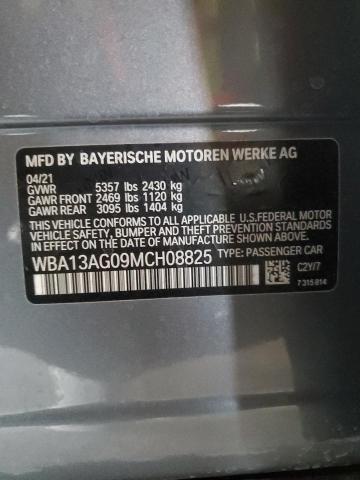 MFD BY BAYERISCHE MOTOREN WERKE AG
04/21
GVWR 5357 lbs 2430 kg
GAWR FRONT 2469 lbs 1120 kg
GAWR REAR 3095 lbs 1404 kg
THIS VEHICLE CONFORMS TO ALL APPLICABLE U.S.FEDERAL MOTOR
VEHICLE SAFETY, BUMPER AND THEFT PREVENTION STANDARDS
IN EFFECT ON THE DATE OF MANUFACTURE SHOWN ABOVE.
WBA13AG09MCH08825 TYPE: PASSENGER CAR
C2Y/7
7 315 814